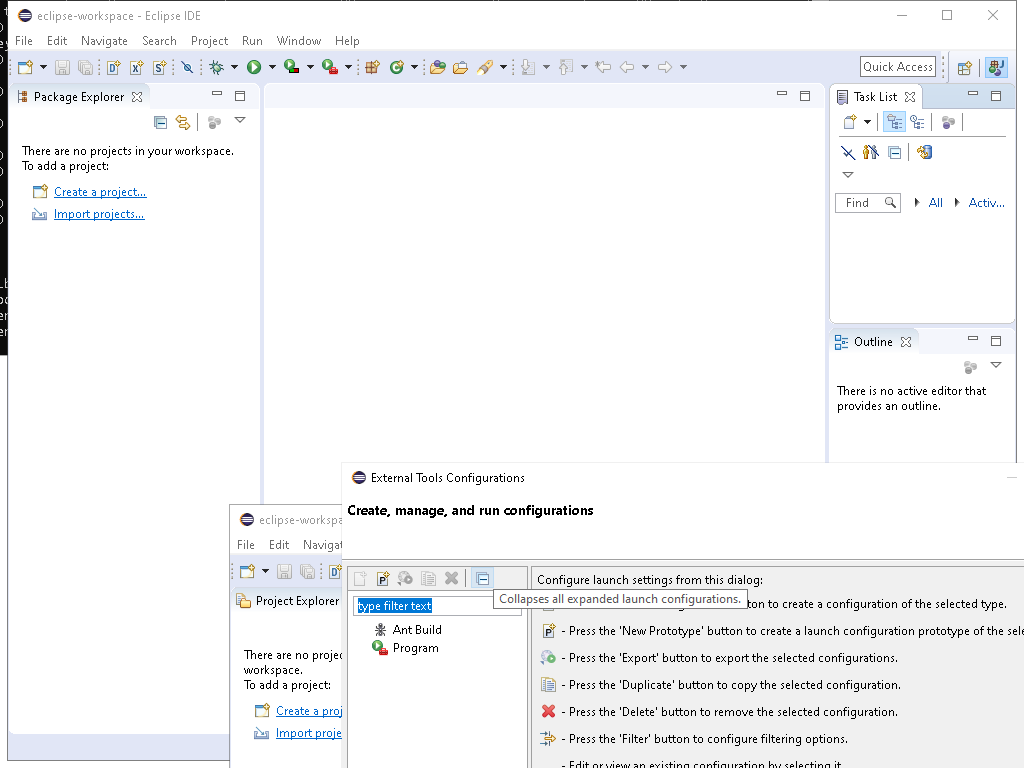 eclipse-workspace - Eclipse IDE
File Edit Navigate Search Project Run Window Help
Quick Access
Package Explorer
Task List
There are no projects in your workspace.
To add a project:
Create a project...
Import projects...
Find All Activ...
Outline
There is no active editor that
provides an outline.
External Tools Configurations
Create, manage, and run configurations
eclipse-workspa
File Edit Navigat
Project Explorer
There are no projec
workspace.
To add a project:
Create a proj
Import proje
type filter text
Ant Build
Program
Configure launch settings from this dialog:
Collapses all expanded launch configurations.
ton to create a configuration of the selected type.
- Press the 'New Prototype' button to create a launch configuration prototype of the sele
- Press the 'Export' button to export the selected configurations.
- Press the 'Duplicate' button to copy the selected configuration.
- Press the 'Delete' button to remove the selected configuration.
- Press the 'Filter' button to configure filtering options.
- Edit or view an existing configuration by selecting it.